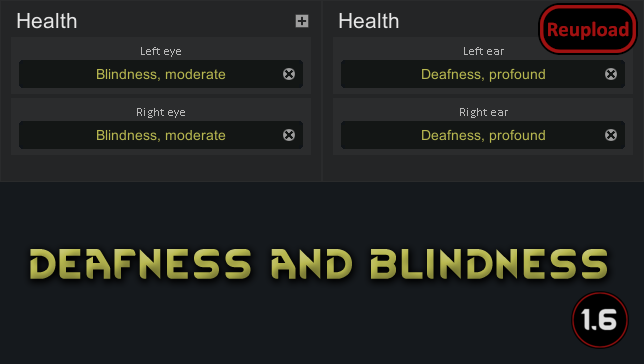 Health
Left eye
Blindness, moderate
Right eye
Blindness, moderate
Health
Reupload
Left ear
Deafness, profound
Right ear
Deafness, profound
DEAFNESS AND BLINDNESS
1.6